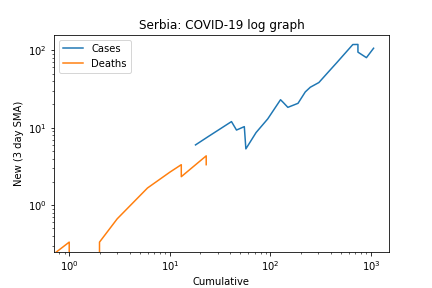 Serbia: COVID-19 log graph
Cases
Deaths
New (3 day SMA)
10²
10¹
10⁰
10⁰ 10¹ 10² 10³
Cumulative